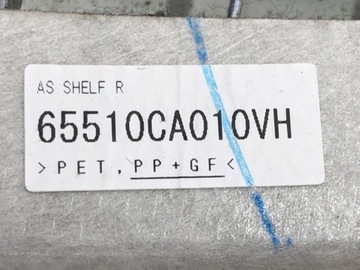 AS SHELF R
65510CA010VH
>PET,PP+GF<